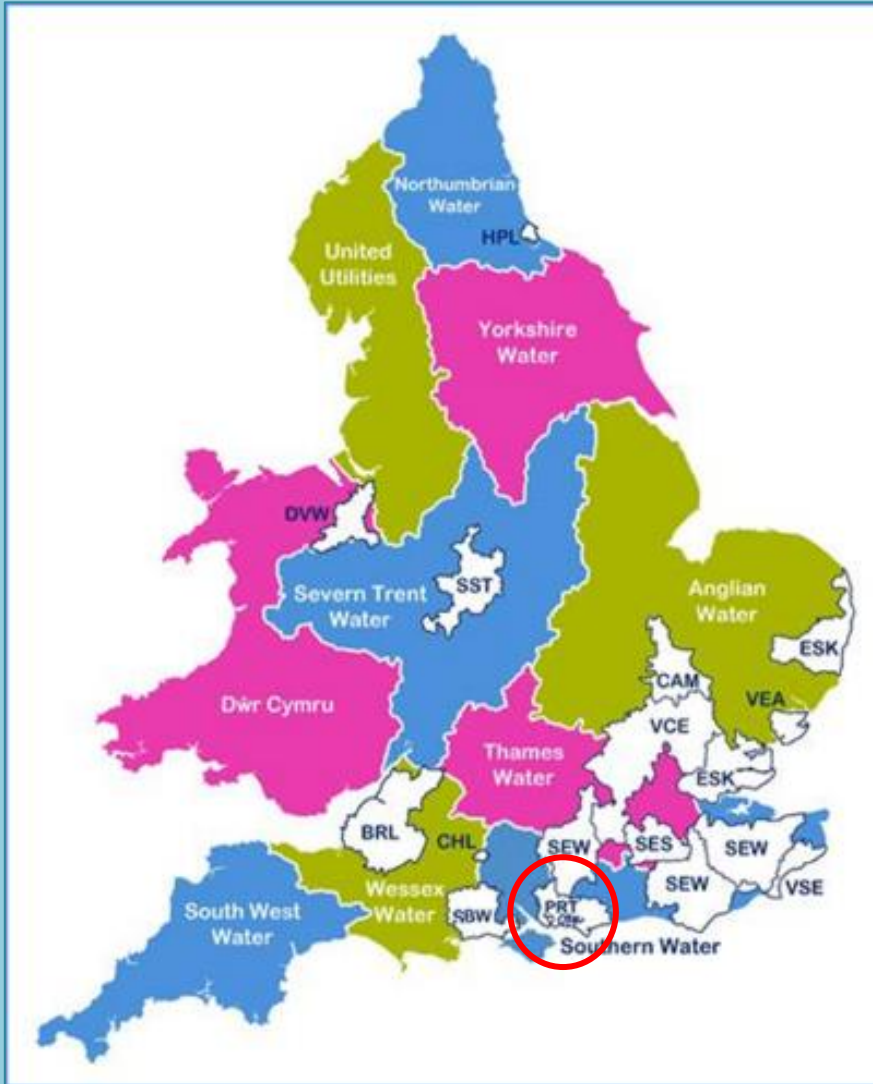 Northumbrian
Water
HPL
United
Utilities
Yorkshire
Water
DVW
SST
Severn Trent
Water
Anglian
Water
ESK
CAM
VEA
Dŵr Cymru
VCE
Thames
Water
ESK
BRL
CHL
SEW
SES
SEW
SEW
VSE
Wessex
Water
South West
Water
SBW
PRT
Southern Water